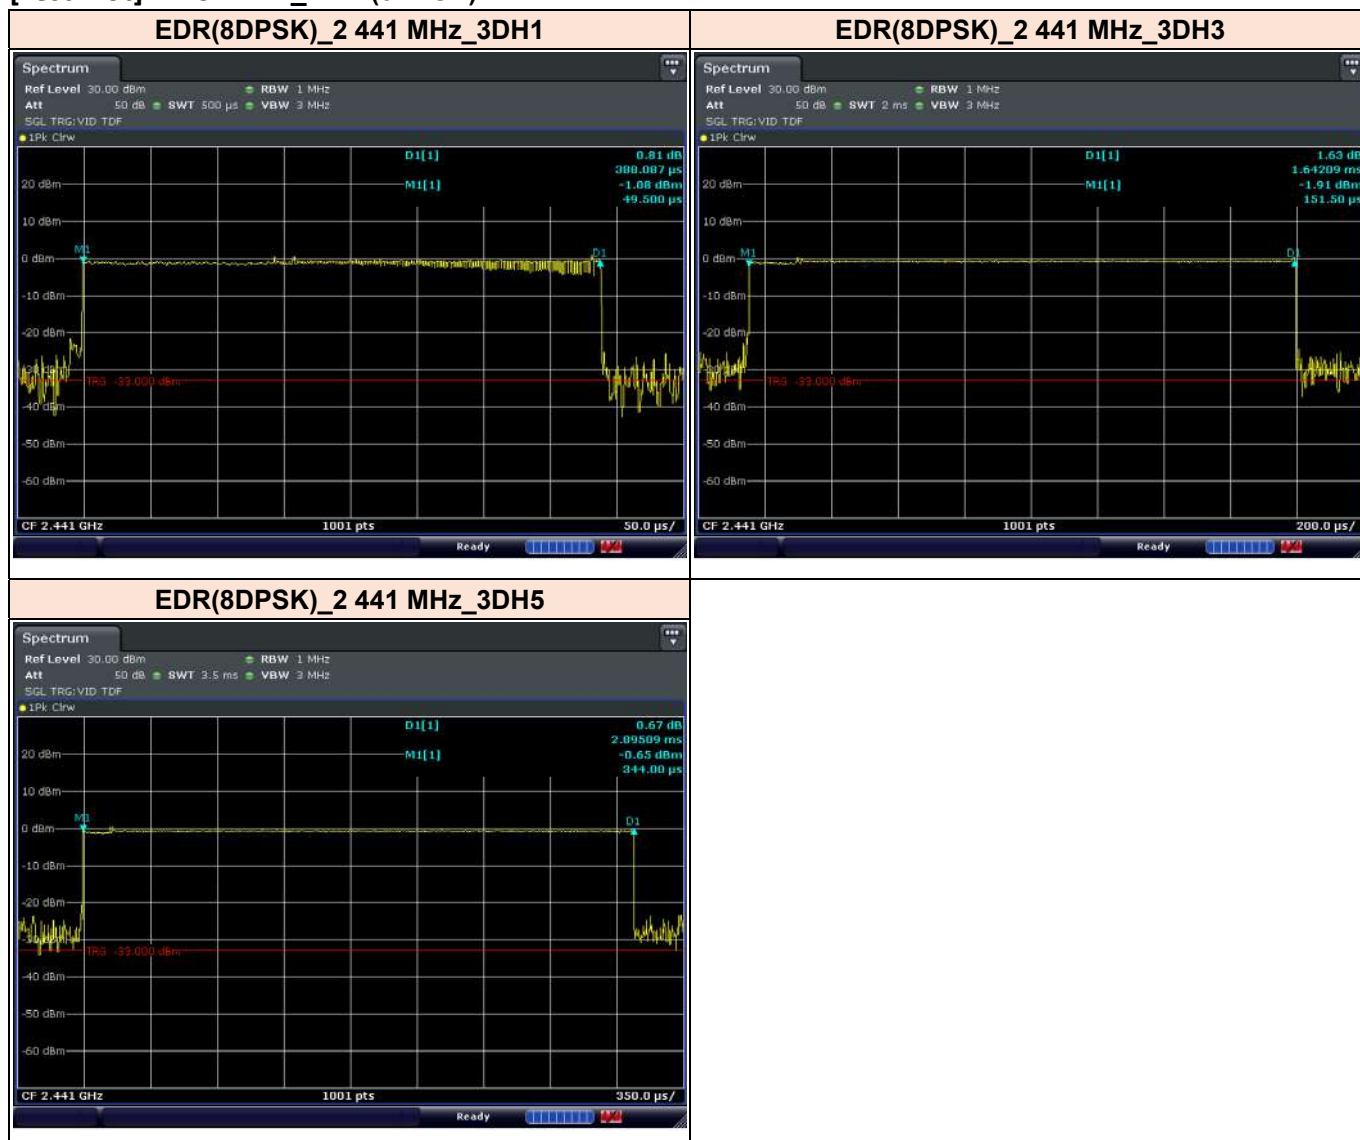 EDR(8DPSK)_2 441 MHz_3DH1
Spectrum
Ref Level 30.00 dBm RBW 1 MHz
Att 50 dB SWT 500 µs VBW 3 MHz
SGL TRG:VID TDF
1Pk Clrw
D1[1] 0.81 dB
388.087 µs
M1[1] -1.08 dBm
49.500 µs
20 dBm
10 dBm
M1
D1
0 dBm
-10 dBm
-20 dBm
TRG -33.000 dBm
-40 dBm
-50 dBm
-60 dBm
CF 2.441 GHz 1001 pts 50.0 µs/
Ready
EDR(8DPSK)_2 441 MHz_3DH3
Spectrum
Ref Level 30.00 dBm RBW 1 MHz
Att 50 dB SWT 2 ms VBW 3 MHz
SGL TRG:VID TDF
1Pk Clrw
D1[1] 1.63 dB
1.64209 ms
M1[1] -1.91 dBm
151.50 µs
20 dBm
10 dBm
M1
D1
0 dBm
-10 dBm
-20 dBm
TRG -33.000 dBm
-40 dBm
-50 dBm
-60 dBm
CF 2.441 GHz 1001 pts 200.0 µs/
Ready
EDR(8DPSK)_2 441 MHz_3DH5
Spectrum
Ref Level 30.00 dBm RBW 1 MHz
Att 50 dB SWT 3.5 ms VBW 3 MHz
SGL TRG:VID TDF
1Pk Clrw
D1[1] 0.67 dB
2.89509 ms
M1[1] -0.65 dBm
344.00 µs
20 dBm
10 dBm
M1
D1
0 dBm
-10 dBm
-20 dBm
TRG -33.000 dBm
-40 dBm
-50 dBm
-60 dBm
CF 2.441 GHz 1001 pts 350.0 µs/
Ready